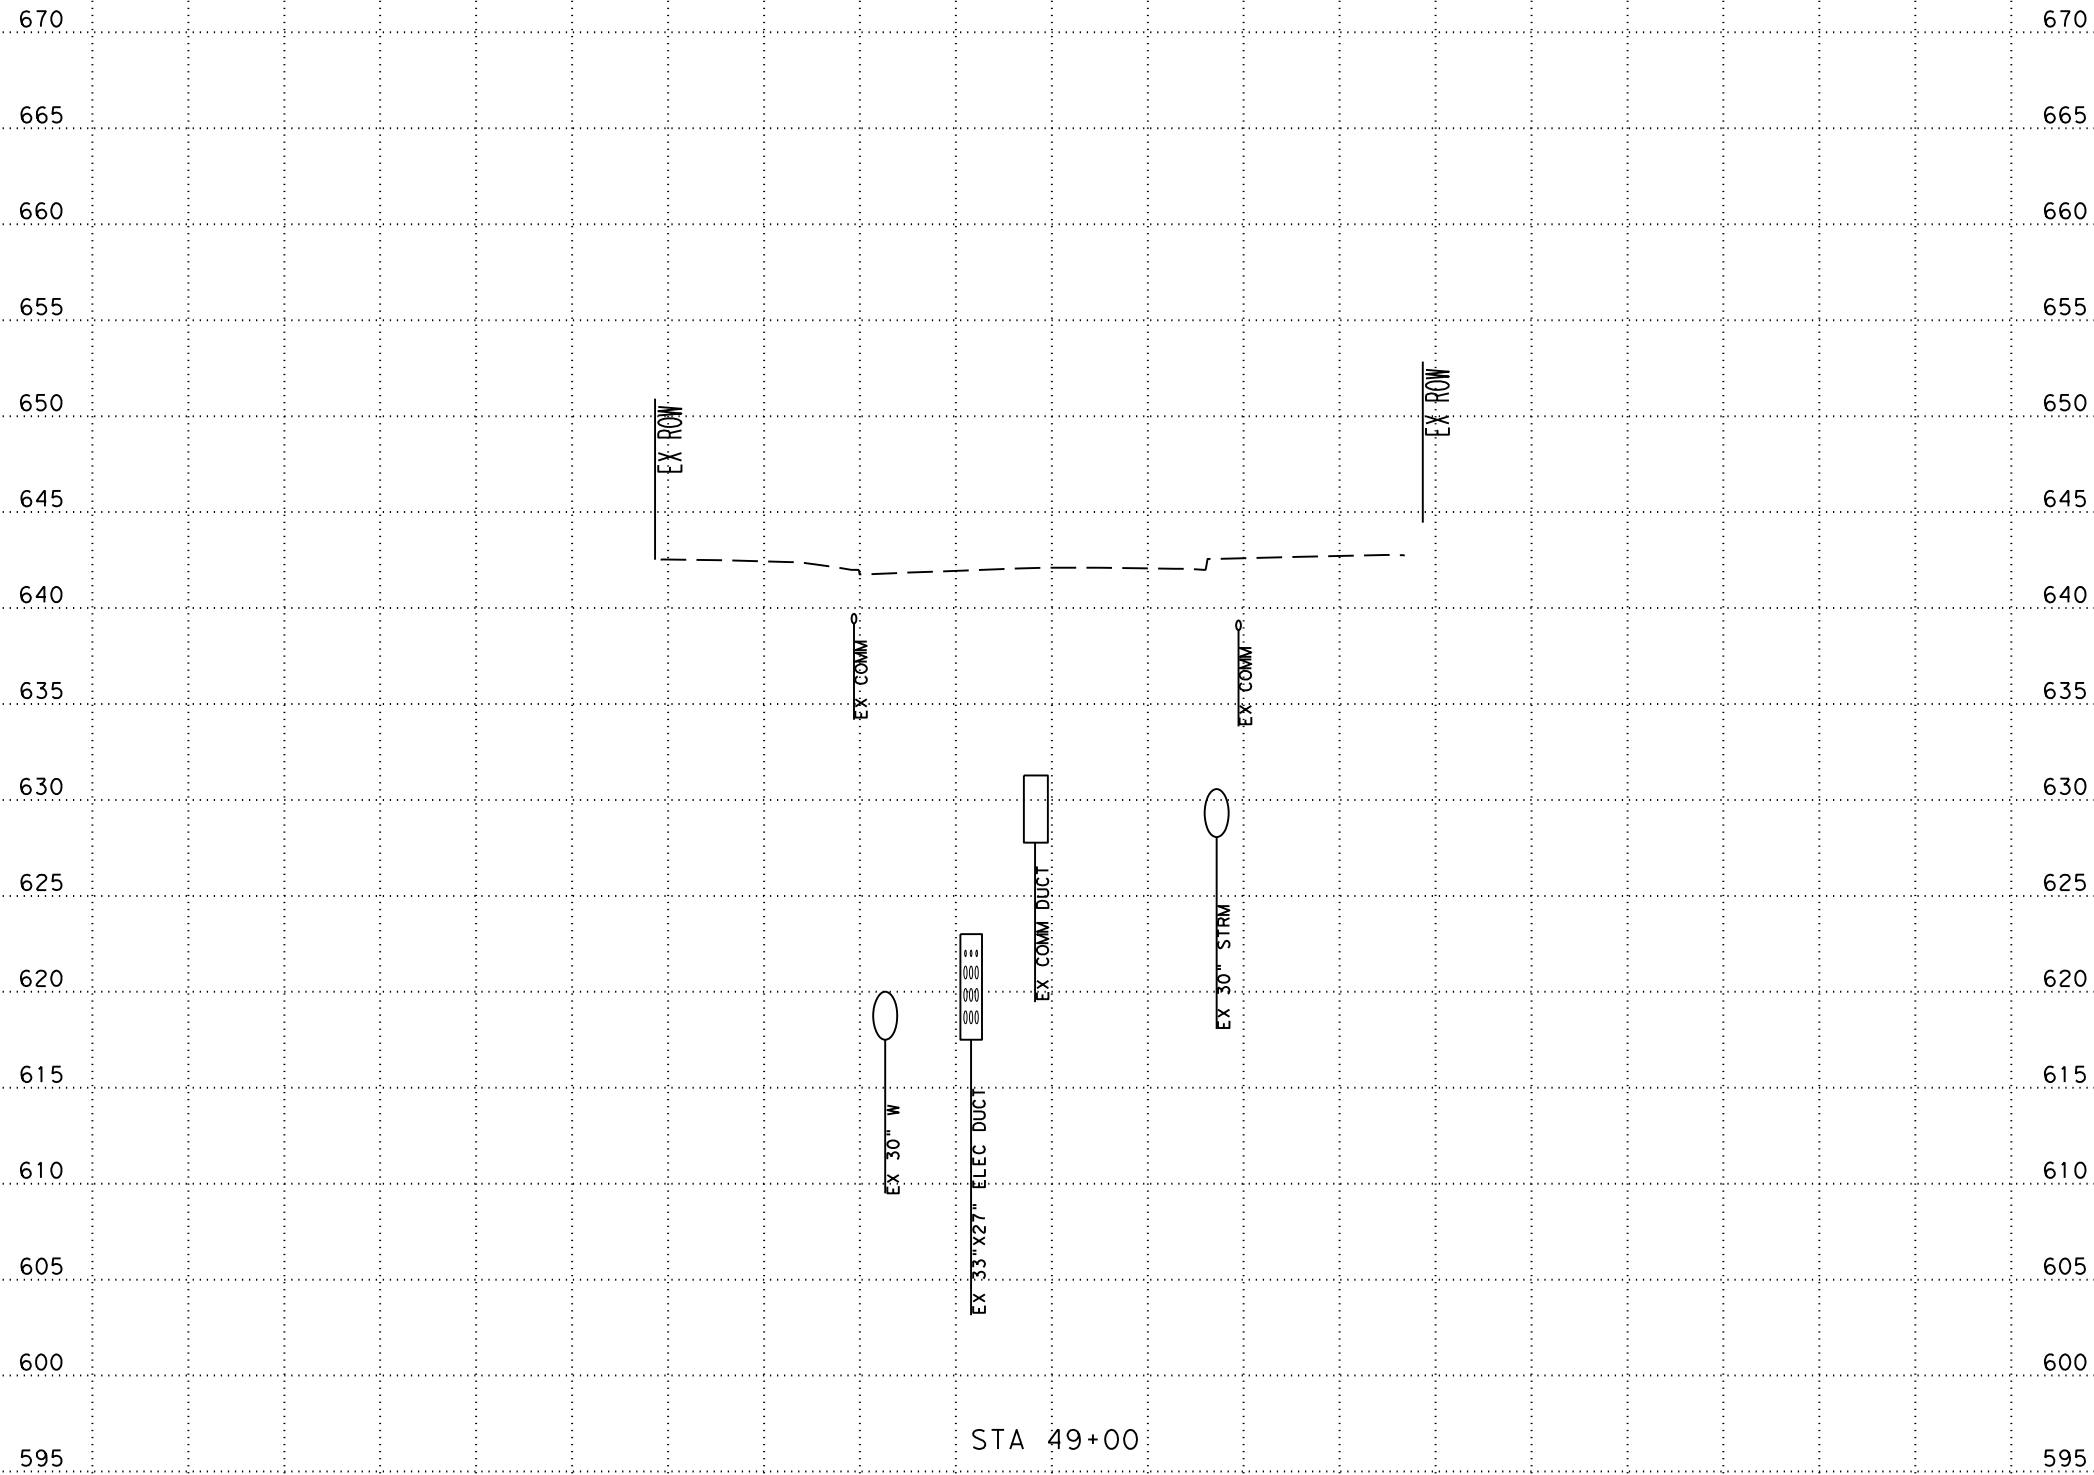 670 670
665 665
660 660
655 655
EX ROW
EX ROW
650 650
645 645
640 640
EX COMM
EX COMM
635 635
630 630
EX COMM DUCT
EX 30" STRM
625 625
620 620
EX 30" W
EX 33"X27" ELEC DUCT
615 615
610 610
605 605
600 600
STA 49+00
595 595